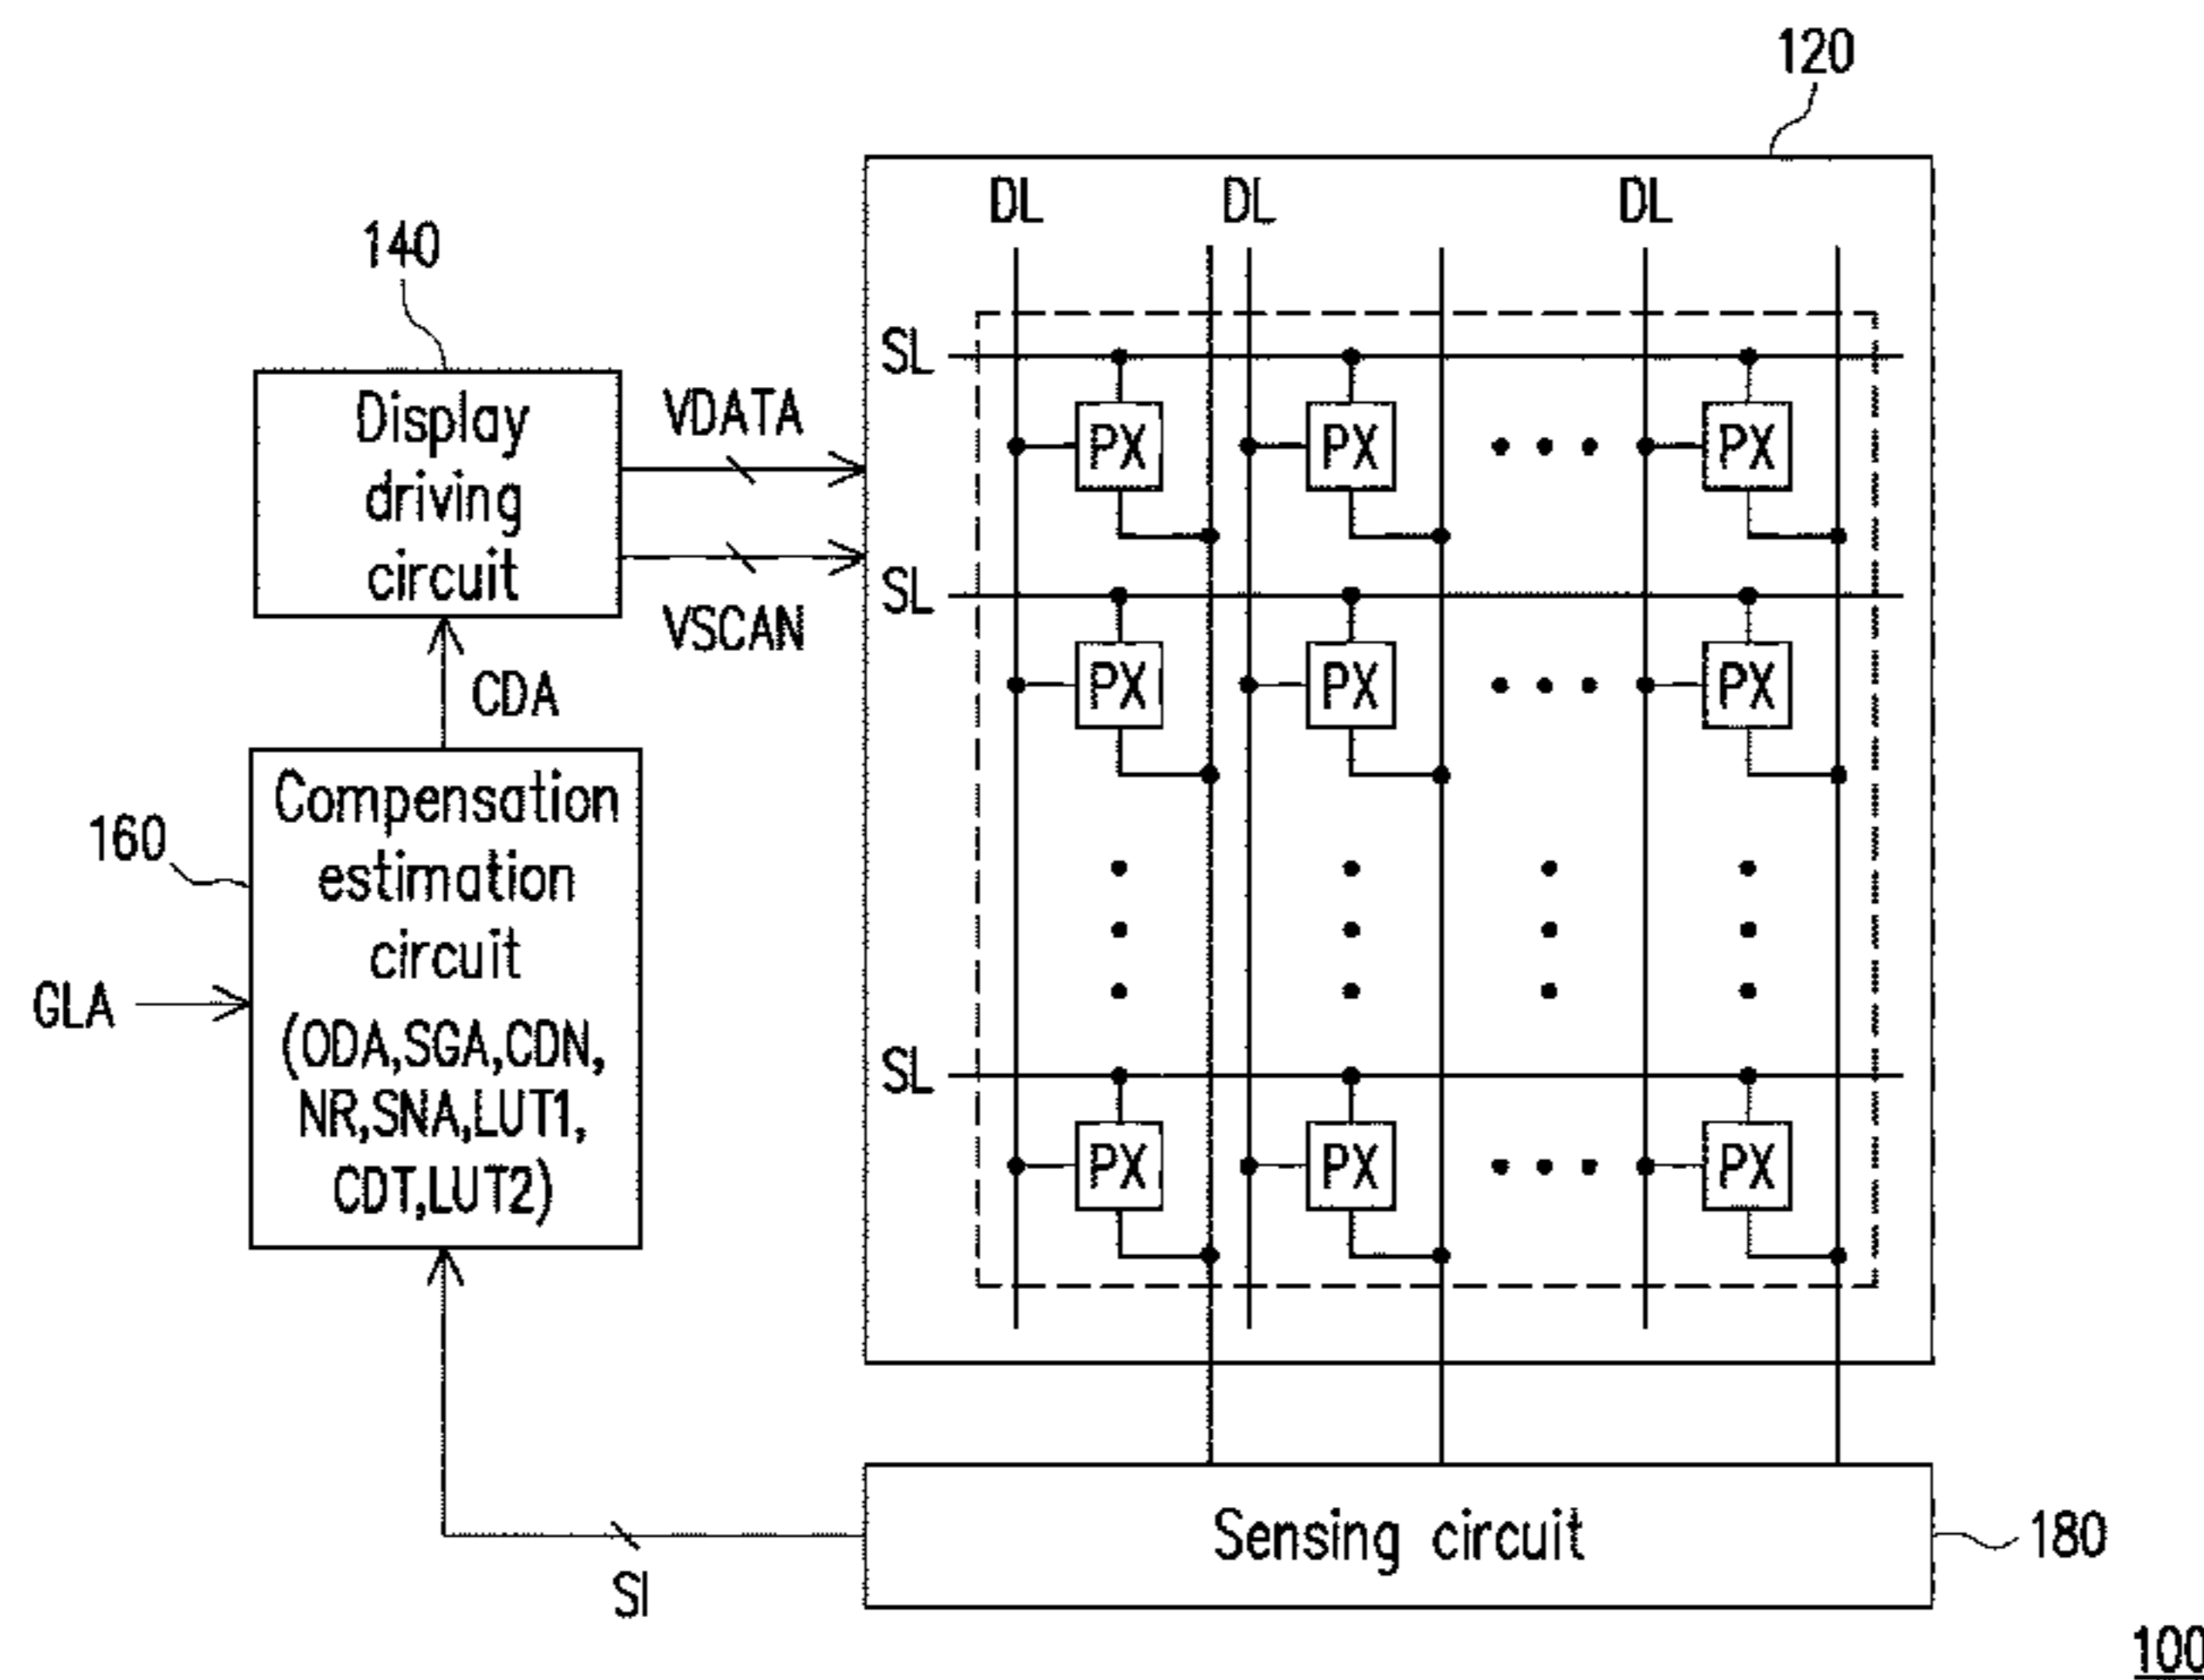 120
DL DL DL
140
SL
Display
driving
circuit
VDATA
VSCAN
PX PX PX
SL
CDA
PX PX PX
160
Compensation
estimation
circuit
(ODA,SGA,CDN,
NR,SNA,LUT1,
CDT,LUT2)
GLA
SL
PX PX PX
Sensing circuit
180
SI
100